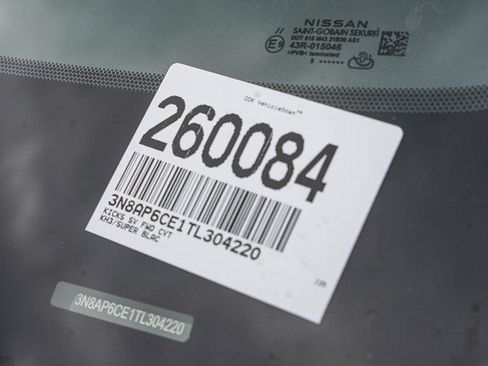 NISSAN
SAINT-GOBAIN SEKURIT
43R-015046
CDK VehicleScan™
260084
3N8AP6CE1TL304220
KICKS SV FWD CVT
KH3/SUPER BLAC
3N8AP6CE1TL304220